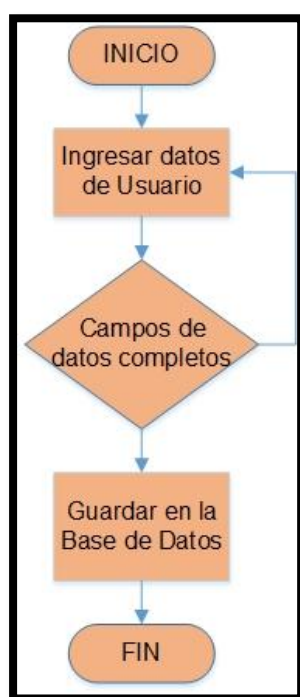 INICIO
Ingresar datos
de Usuario
Campos de
datos completos
Guardar en la
Base de Datos
FIN